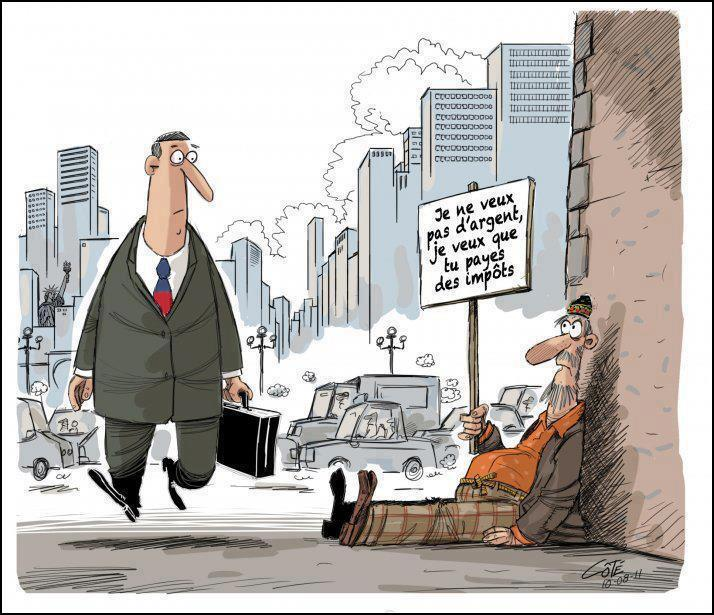 Je ne veux
pas d'argent,
je veux que
tu payes
des impôts
CÔTÉ
10-08-11